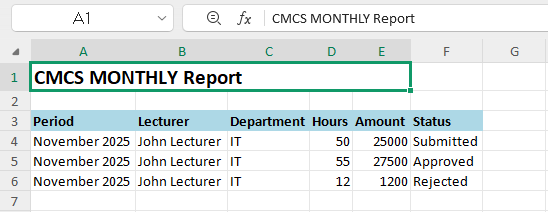 A1 fx CMCS MONTHLY Report
A B C D E F G
1 CMCS MONTHLY Report
2
3 Period Lecturer Department Hours Amount Status
4 November 2025 John Lecturer IT 50 25000 Submitted
5 November 2025 John Lecturer IT 55 27500 Approved
6 November 2025 John Lecturer IT 12 1200 Rejected
7